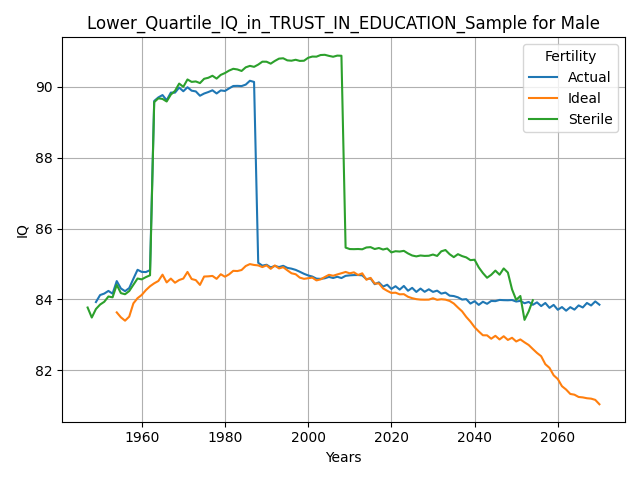 Lower_Quartile_IQ_in_TRUST_IN_EDUCATION_Sample for Male
Fertility
Actual
Ideal
Sterile
IQ
90
88
86
84
82
1960
1980
2000
2020
2040
2060
Years